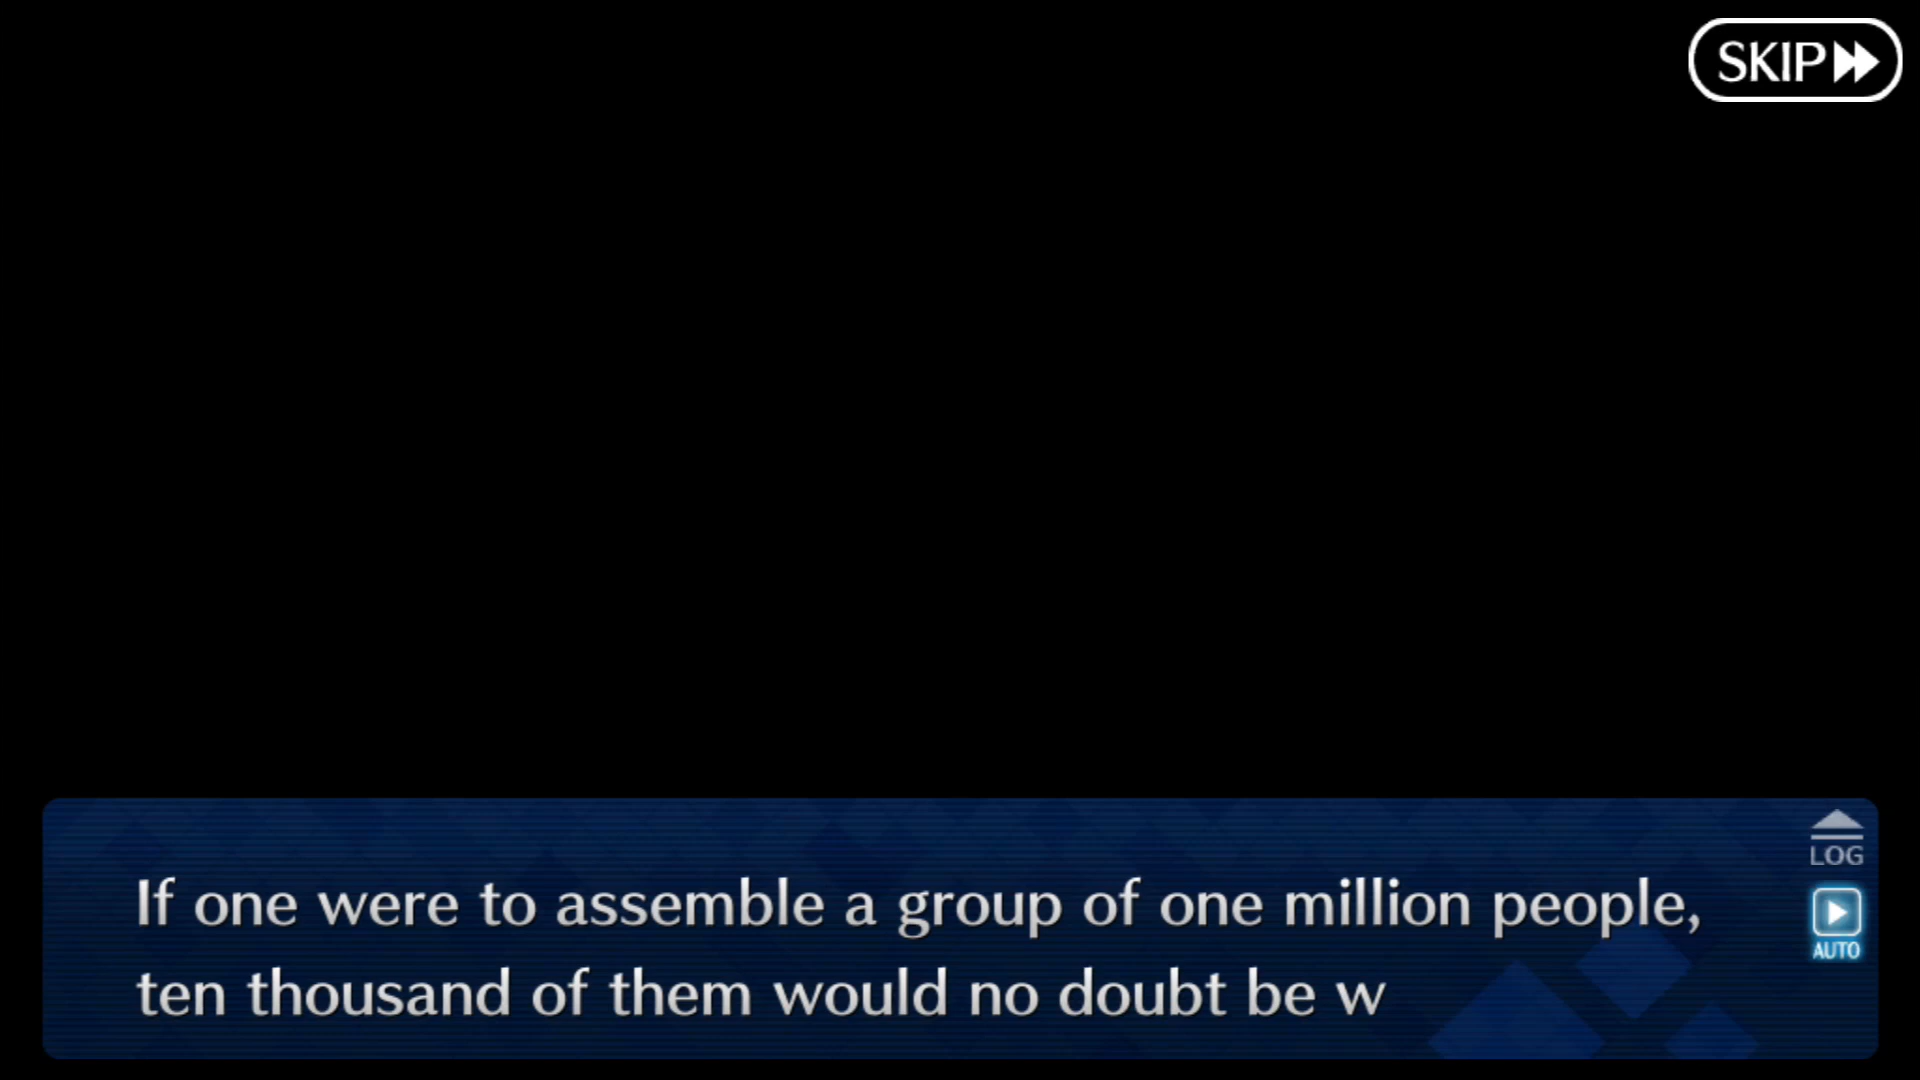 SKIP
LOG
If one were to assemble a group of one million people,
AUTO
ten thousand of them would no doubt be w